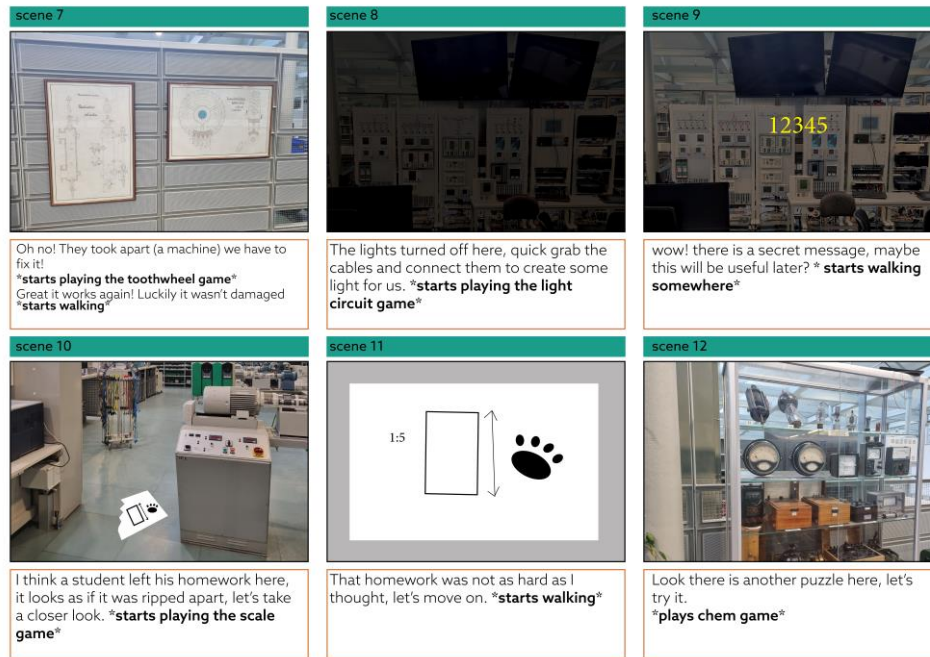 scene 7
scene 8
scene 9
12345
Oh no! They took apart (a machine) we have to
fix it!
*starts playing the toothwheel game*
Great it works again! Luckily it wasn't damaged
*starts walking*
The lights turned off here, quick grab the
cables and connect them to create some
light for us. *starts playing the light
circuit game*
wow! there is a secret message, maybe
this will be useful later? * starts walking
somewhere*
scene 10
scene 11
scene 12
1:5
I think a student left his homework here,
it looks as if it was ripped apart, let's take
a closer look. *starts playing the scale
game*
That homework was not as hard as I
thought, let's move on. *starts walking*
Look there is another puzzle here, let's
try it.
*plays chem game*